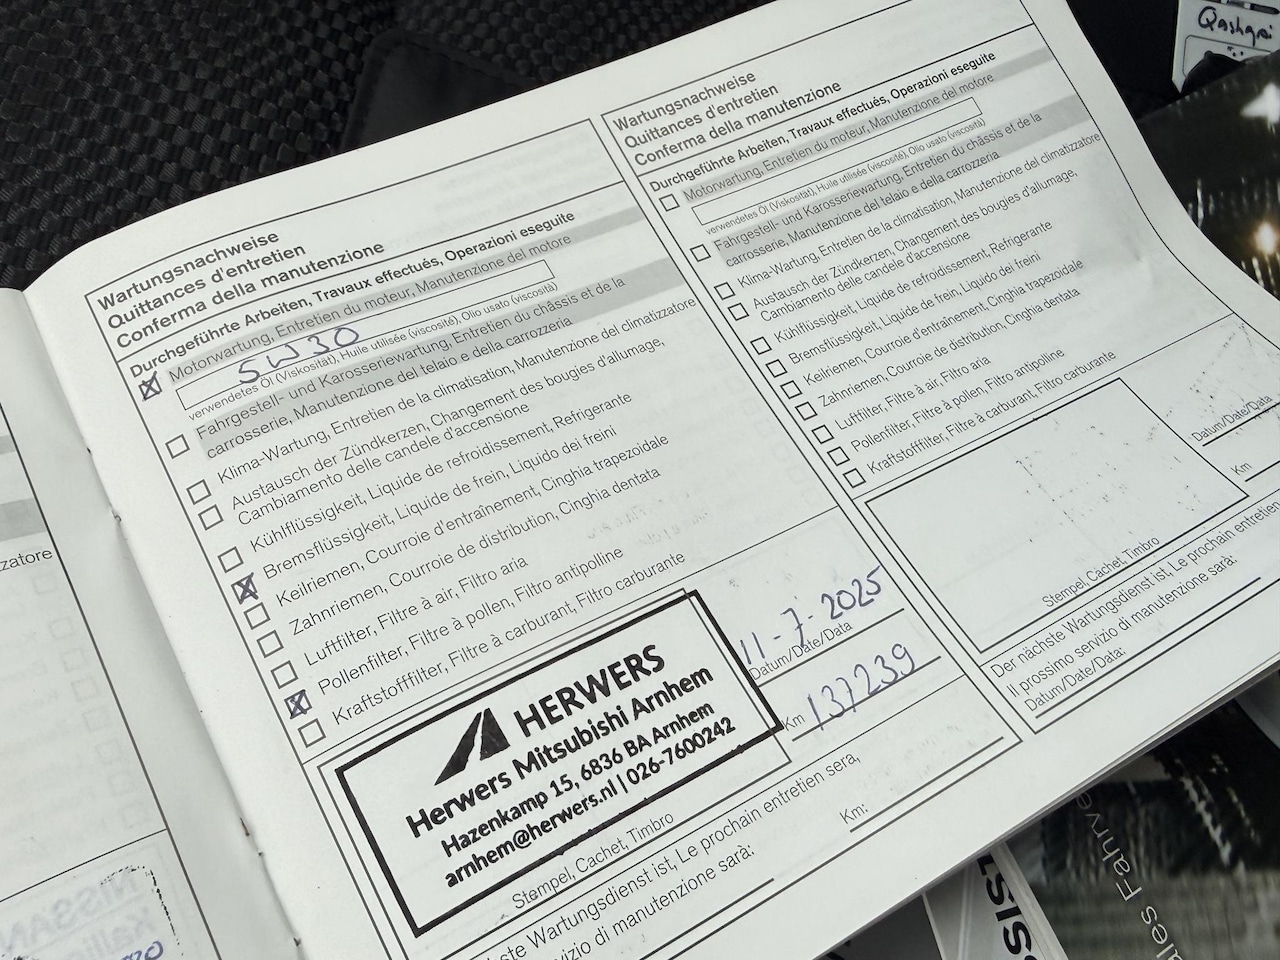 Wartungsnachweise
Quittances d'entretien
Conferma della manutenzione
Durchgeführte Arbeiten, Travaux effectués, Operazioni eseguite
Motorwartung, Entretien du moteur, Manutenzione del motore
5W30
verwendetes Öl (Viskosität), Huile utilisée (viscosité), Olio usato (viscosità)
Fahrgestell- und Karosseriewartung, Entretien du châssis et de la
carrosserie, Manutenzione del telaio e della carrozzeria
Klima-Wartung, Entretien de la climatisation, Manutenzione del climatizzatore
Austausch der Zündkerzen, Changement des bougies d'allumage,
Cambiamento delle candele d'accensione
Kühlflüssigkeit, Liquide de refroidissement, Refrigerante
Bremsflüssigkeit, Liquide de frein, Liquido dei freini
Keilriemen, Courroie d'entraînement, Cinghia trapezoidale
Zahnriemen, Courroie de distribution, Cinghia dentata
Luftfilter, Filtre à air, Filtro aria
Pollenfilter, Filtre à pollen, Filtro antipolline
Kraftstofffilter, Filtre à carburant, Filtro carburante
HERWERS
Herwers Mitsubishi Arnhem
Hazenkamp 15, 6836 BA Arnhem
arnhem@herwers.nl | 026-7600242
Stempel, Cachet, Timbro
11-7-2025
Datum/Date/Data
Km 137239
Wartungsdienst ist, Le prochain entretien sera,
di manutenzione sarà:
Km:
Wartungsnachweise
Quittances d'entretien
Conferma della manutenzione
Durchgeführte Arbeiten, Travaux effectués, Operazioni eseguite
Motorwartung, Entretien du moteur, Manutenzione del motore
verwendetes Öl (Viskosität), Huile utilisée (viscosité), Olio usato (viscosità)
Fahrgestell- und Karosseriewartung, Entretien du châssis et de la
carrosserie, Manutenzione del telaio e della carrozzeria
Klima-Wartung, Entretien de la climatisation, Manutenzione del climatizzatore
Austausch der Zündkerzen, Changement des bougies d'allumage,
Cambiamento delle candele d'accensione
Kühlflüssigkeit, Liquide de refroidissement, Refrigerante
Bremsflüssigkeit, Liquide de frein, Liquido dei freini
Keilriemen, Courroie d'entraînement, Cinghia trapezoidale
Zahnriemen, Courroie de distribution, Cinghia dentata
Luftfilter, Filtre à air, Filtro aria
Pollenfilter, Filtre à pollen, Filtro antipolline
Kraftstofffilter, Filtre à carburant, Filtro carburante
Stempel, Cachet, Timbro
Datum/Date/Data
Km
Der nächste Wartungsdienst ist, Le prochain entretien
Il prossimo servizio di manutenzione sarà:
Datum/Date/Data:
Qashqai